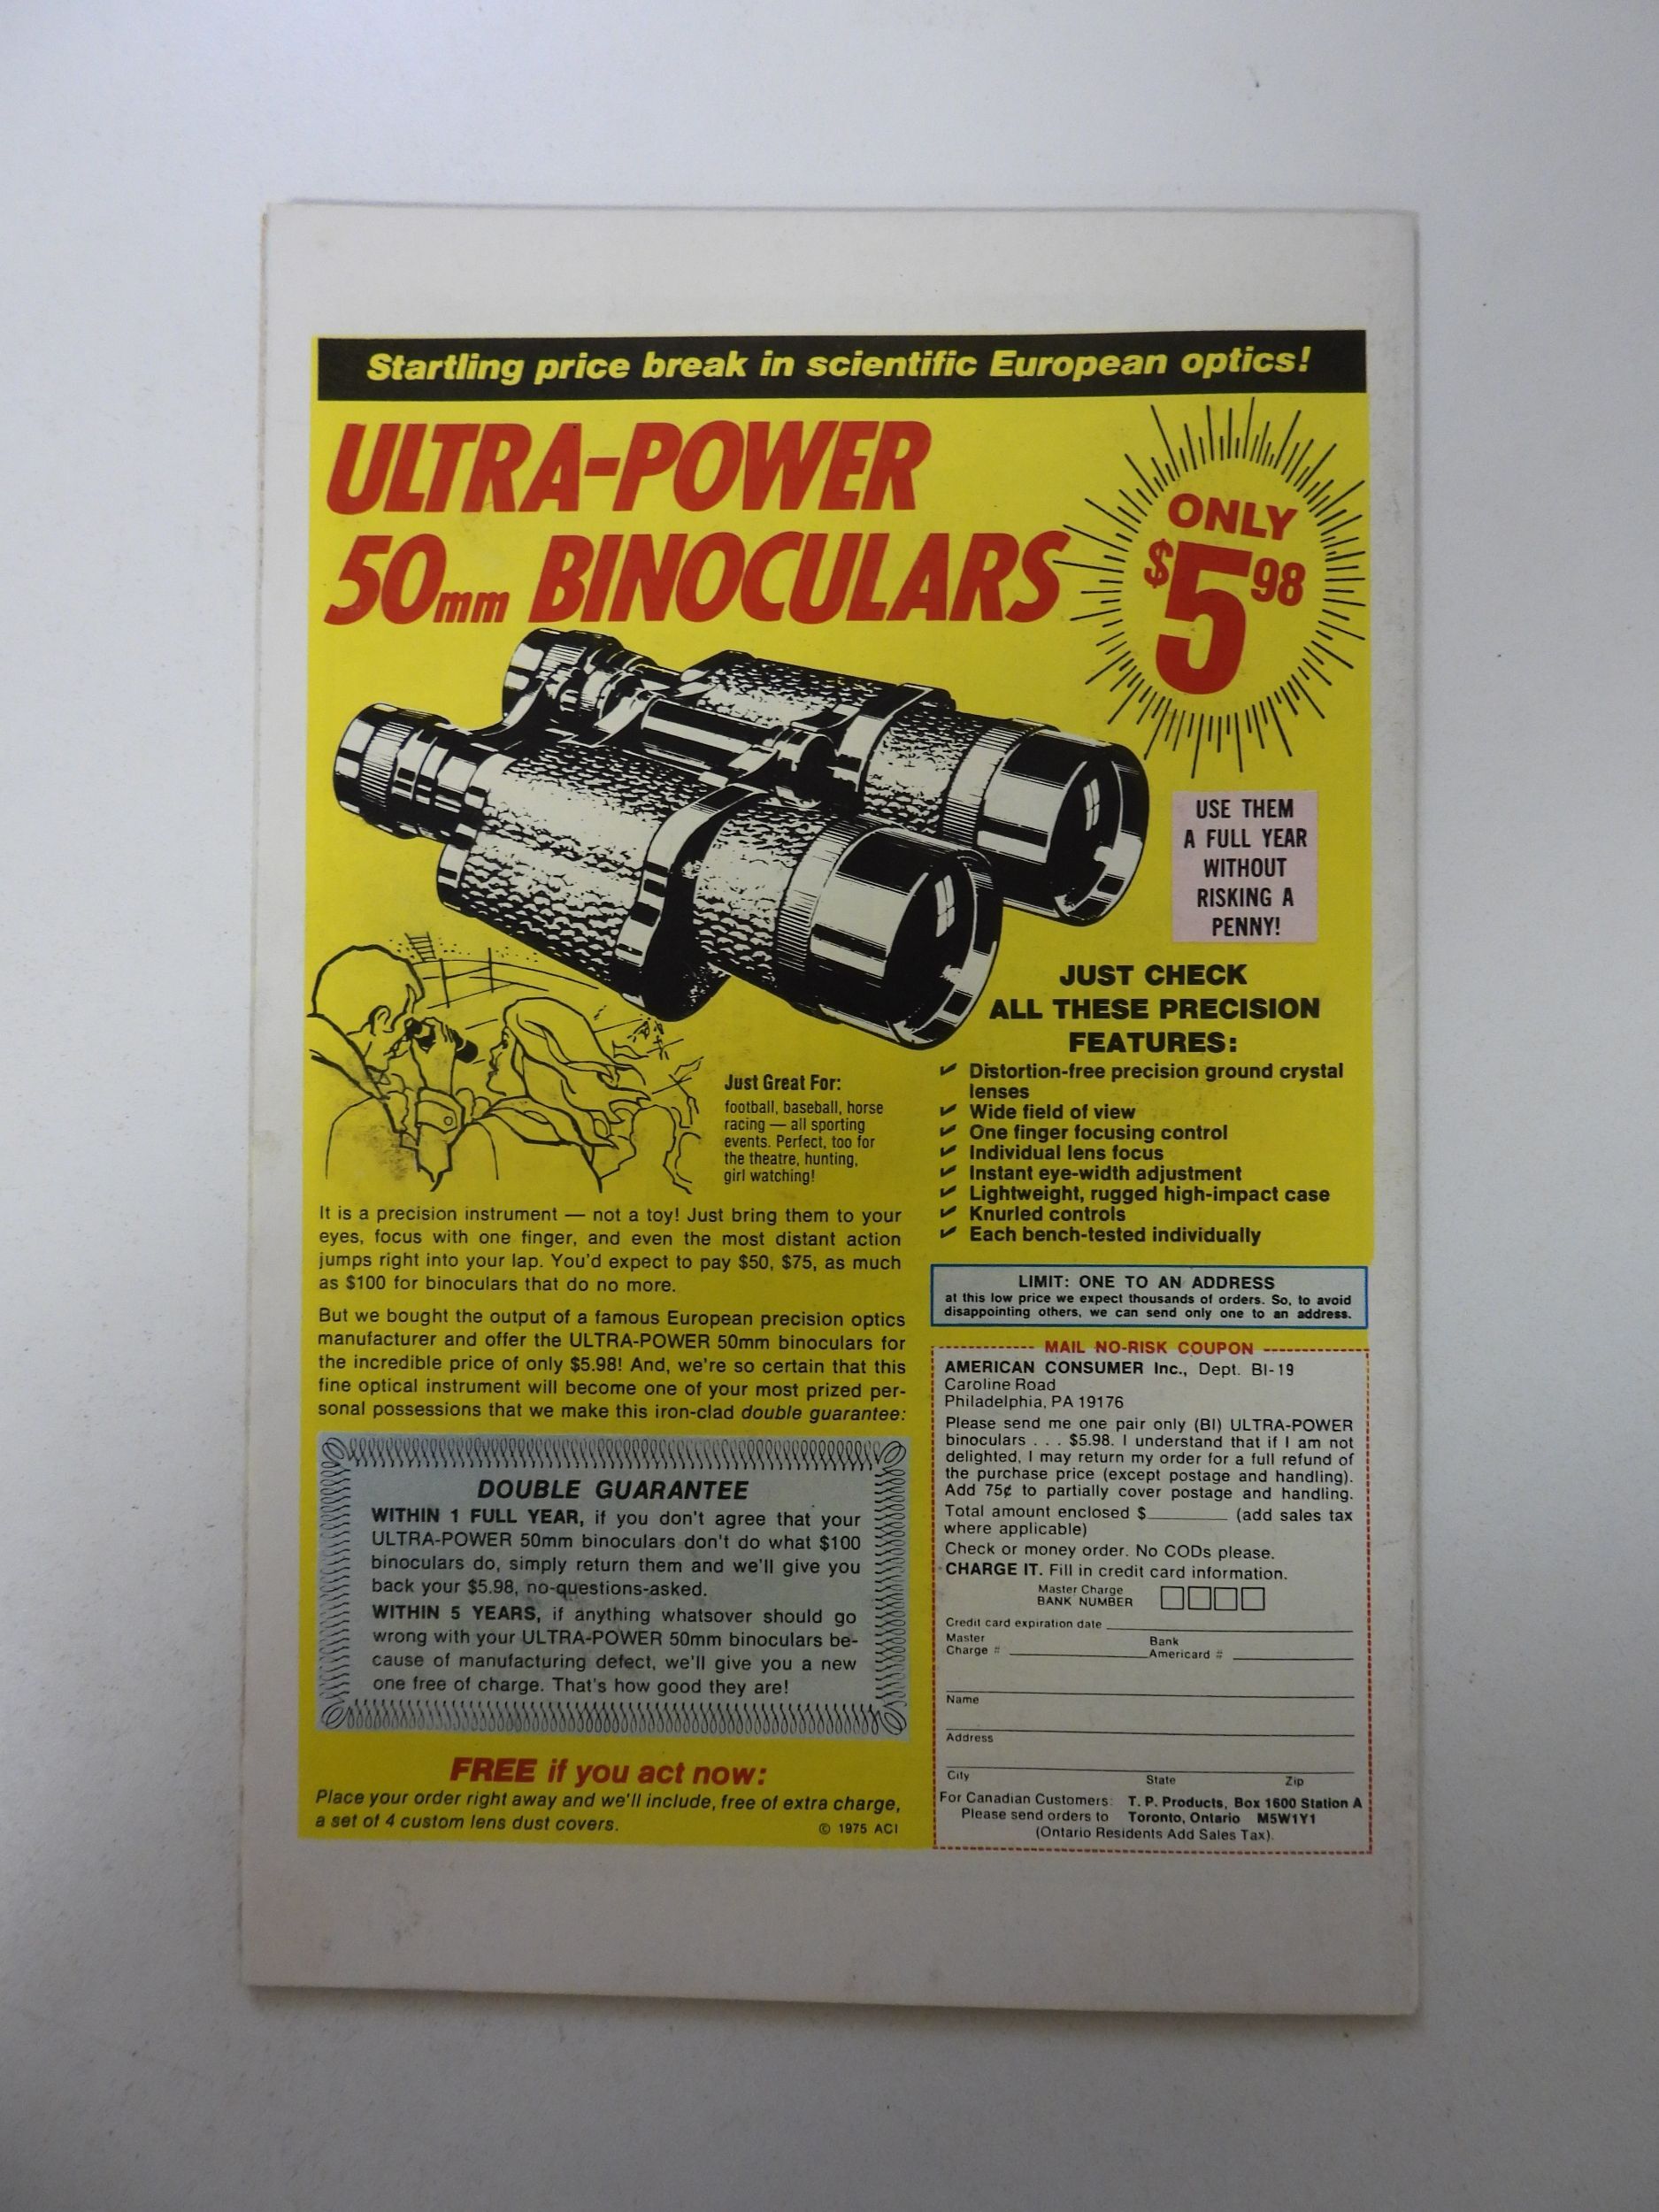 Startling price break in scientific European optics!
ULTRA-POWER
50mm BINOCULARS
ONLY
$5 98
USE THEM
A FULL YEAR
WITHOUT
RISKING A
PENNY!
JUST CHECK
ALL THESE PRECISION
FEATURES:
✔ Distortion-free precision ground crystal
lenses
✔ Wide field of view
✔ One finger focusing control
✔ Individual lens focus
✔ Instant eye-width adjustment
✔ Lightweight, rugged high-impact case
✔ Knurled controls
✔ Each bench-tested individually
Just Great For:
football, baseball, horse
racing — all sporting
events. Perfect, too for
the theatre, hunting,
girl watching!
It is a precision instrument — not a toy! Just bring them to your
eyes, focus with one finger, and even the most distant action
jumps right into your lap. You'd expect to pay $50, $75, as much
as $100 for binoculars that do no more.
But we bought the output of a famous European precision optics
manufacturer and offer the ULTRA-POWER 50mm binoculars for
the incredible price of only $5.98! And, we're so certain that this
fine optical instrument will become one of your most prized per-
sonal possessions that we make this iron-clad double guarantee:
DOUBLE GUARANTEE
WITHIN 1 FULL YEAR, if you don't agree that your
ULTRA-POWER 50mm binoculars don't do what $100
binoculars do, simply return them and we'll give you
back your $5.98, no-questions-asked.
WITHIN 5 YEARS, if anything whatsover should go
wrong with your ULTRA-POWER 50mm binoculars be-
cause of manufacturing defect, we'll give you a new
one free of charge. That's how good they are!
FREE if you act now:
Place your order right away and we'll include, free of extra charge,
a set of 4 custom lens dust covers.
© 1975 ACI
LIMIT: ONE TO AN ADDRESS
at this low price we expect thousands of orders. So, to avoid
disappointing others, we can send only one to an address.
MAIL NO-RISK COUPON
AMERICAN CONSUMER Inc., Dept. BI-19
Caroline Road
Philadelphia, PA 19176
Please send me one pair only (BI) ULTRA-POWER
binoculars . . . $5.98. I understand that if I am not
delighted, I may return my order for a full refund of
the purchase price (except postage and handling).
Add 75¢ to partially cover postage and handling.
Total amount enclosed $________ (add sales tax
where applicable)
Check or money order. No CODs please.
CHARGE IT. Fill in credit card information.
Master Charge
BANK NUMBER
Credit card expiration date
Master
Charge #
Bank
Americard #
Name
Address
City State Zip
For Canadian Customers: T. P. Products, Box 1600 Station A
Please send orders to Toronto, Ontario M5W1Y1
(Ontario Residents Add Sales Tax).